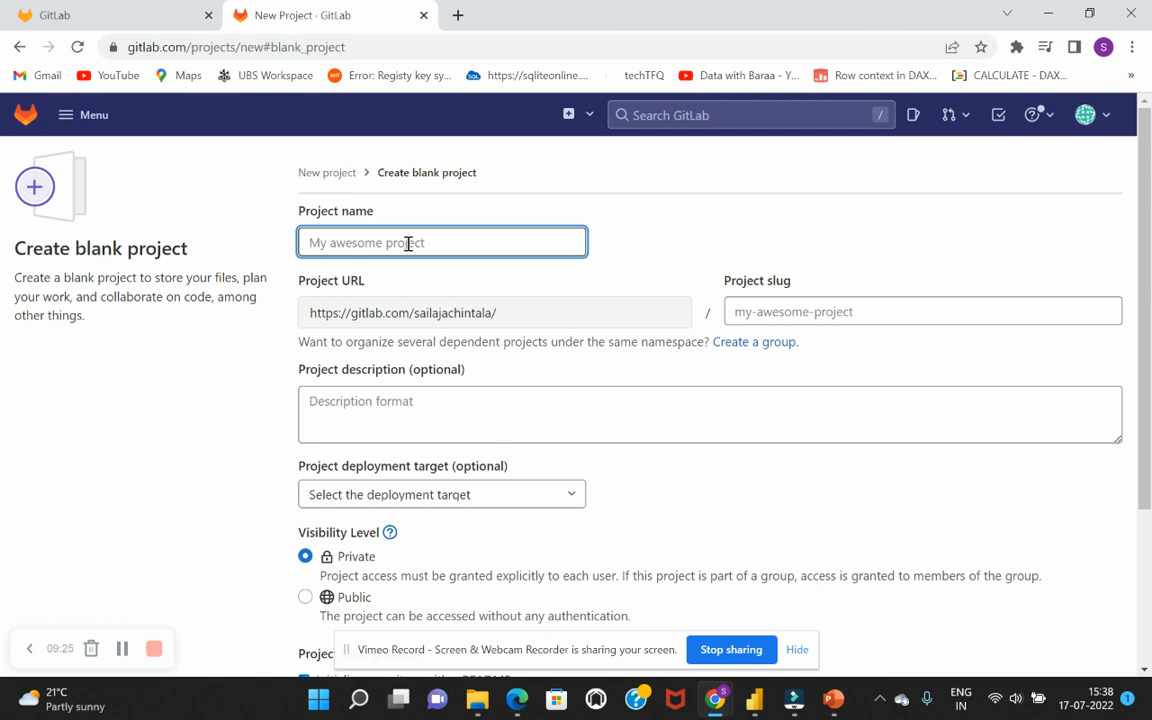 GitLab
New Project · GitLab
gitlab.com/projects/new#blank_project
S
Gmail
YouTube
Maps
UBS Workspace
Error: Registy key sy...
https://sqliteonline....
techTFQ
Data with Baraa - Y...
Row context in DAX...
CALCULATE - DAX...
»
Menu
Search GitLab
/
New project > Create blank project
Create blank project
Create a blank project to store your files, plan
your work, and collaborate on code, among
other things.
Project name
My awesome project
Project URL
Project slug
https://gitlab.com/sailajachintala/
/
my-awesome-project
Want to organize several dependent projects under the same namespace? Create a group.
Project description (optional)
Description format
Project deployment target (optional)
Select the deployment target
Visibility Level
Private
Project access must be granted explicitly to each user. If this project is part of a group, access is granted to members of the group.
Public
The project can be accessed without any authentication.
09:25
Vimeo Record - Screen & Webcam Recorder is sharing your screen.
Stop sharing
Hide
21°C
Partly sunny
ENG
IN
15:38
17-07-2022
1